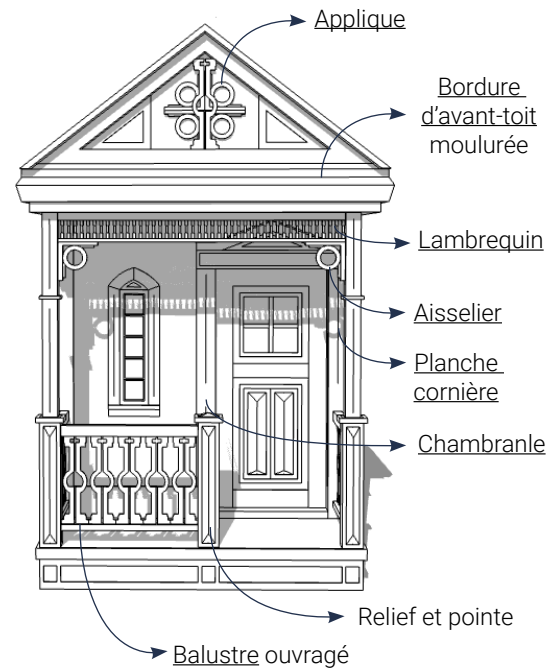 Applique
Bordure
d'avant-toit
moulurée
Lambrequin
Aisselier
Planche
cornière
Chambranle
Relief et pointe
Balustre ouvragé